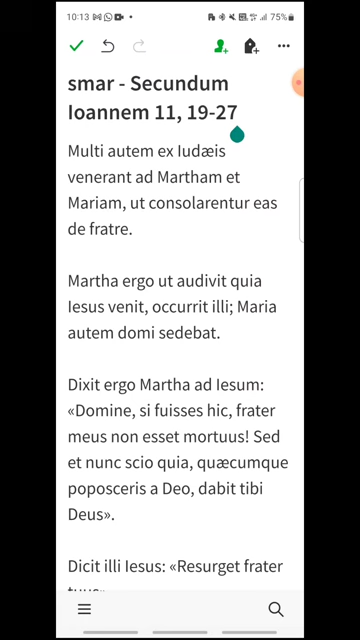 10:13
75%
smar - Secundum
Ioannem 11, 19-27
Multi autem ex Iudæis
venerant ad Martham et
Mariam, ut consolarentur eas
de fratre.
Martha ergo ut audivit quia
Iesus venit, occurrit illi; Maria
autem domi sedebat.
Dixit ergo Martha ad Iesum:
«Domine, si fuisses hic, frater
meus non esset mortuus! Sed
et nunc scio quia, quæcumque
poposceris a Deo, dabit tibi
Deus».
Dicit illi Iesus: «Resurget frater
tuus»